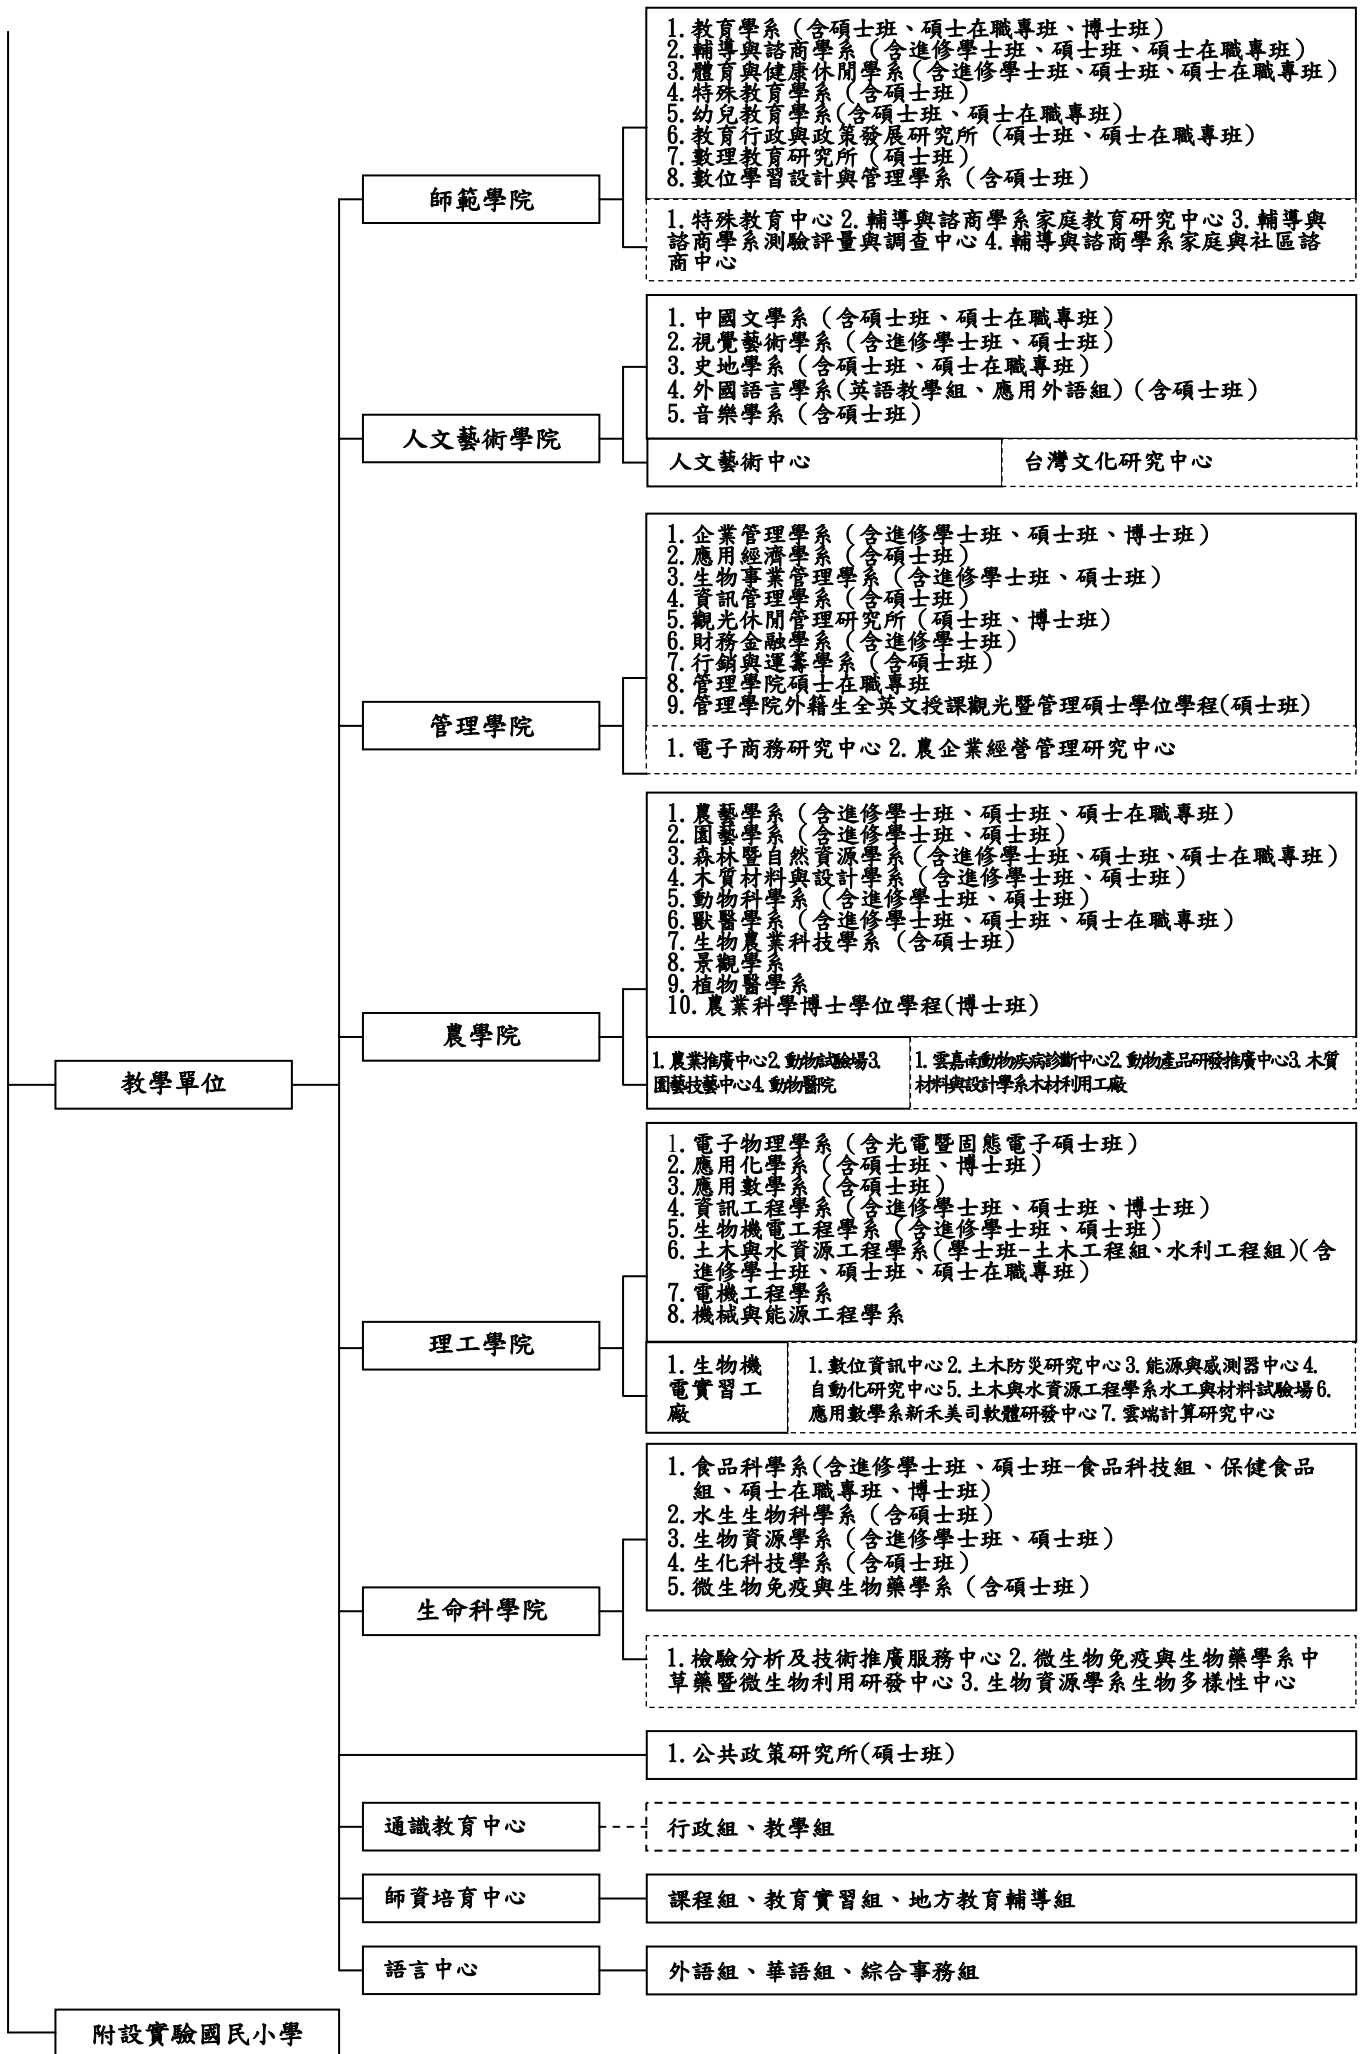 1. 教育學系（含碩士班、碩士在職專班、博士班）
2. 輔導與諮商學系（含進修學士班、碩士班、碩士在職專班）
3. 體育與健康休閒學系(含進修學士班、碩士班、碩士在職專班）
4. 特殊教育學系（含碩士班）
5. 幼兒教育學系(含碩士班、碩士在職專班）
6. 教育行政與政策發展研究所（碩士班、碩士在職專班）
7. 數理教育研究所（碩士班）
8. 數位學習設計與管理學系（含碩士班）
師範學院
1. 特殊教育中心 2. 輔導與諮商學系家庭教育研究中心 3. 輔導與
諮商學系測驗評量與調查中心 4. 輔導與諮商學系家庭與社區諮
商中心
1. 中國文學系（含碩士班、碩士在職專班）
2. 視覺藝術學系（含進修學士班、碩士班）
3. 史地學系（含碩士班、碩士在職專班）
4. 外國語言學系(英語教學組、應用外語組)（含碩士班）
5. 音樂學系（含碩士班）
人文藝術學院
人文藝術中心
台灣文化研究中心
1. 企業管理學系（含進修學士班、碩士班、博士班）
2. 應用經濟學系（含碩士班）
3. 生物事業管理學系（含進修學士班、碩士班）
4. 資訊管理學系（含碩士班）
5. 觀光休閒管理研究所（碩士班、博士班）
6. 財務金融學系（含進修學士班）
7. 行銷與運籌學系（含碩士班）
8. 管理學院碩士在職專班
9. 管理學院外籍生全英文授課觀光暨管理碩士學位學程(碩士班)
管理學院
1. 電子商務研究中心 2. 農企業經營管理研究中心
1. 農藝學系（含進修學士班、碩士班、碩士在職專班）
2. 園藝學系（含進修學士班、碩士班）
3. 森林暨自然資源學系(含進修學士班、碩士班、碩士在職專班）
4. 木質材料與設計學系（含進修學士班、碩士班）
5. 動物科學系（含進修學士班、碩士班）
6. 獸醫學系（含進修學士班、碩士班、碩士在職專班）
7. 生物農業科技學系（含碩士班）
8. 景觀學系
9. 植物醫學系
10. 農業科學博士學位學程(博士班)
農學院
1. 農業推廣中心 2. 動物試驗場 3.
園藝技藝中心 4. 動物醫院
1. 雲嘉南動物疾病診斷中心 2. 動物產品研發推廣中心 3. 木質
材料與設計學系木材利用工廠
教學單位
1. 電子物理學系（含光電暨固態電子碩士班）
2. 應用化學系（含碩士班、博士班）
3. 應用數學系（含碩士班）
4. 資訊工程學系（含進修學士班、碩士班、博士班）
5. 生物機電工程學系（含進修學士班、碩士班）
6. 土木與水資源工程學系(學士班-土木工程組、水利工程組)(含
進修學士班、碩士班、碩士在職專班）
7. 電機工程學系
8. 機械與能源工程學系
理工學院
1. 生物機
電實習工
廠
1. 數位資訊中心 2. 土木防災研究中心 3. 能源與感測器中心 4.
自動化研究中心 5. 土木與水資源工程學系水工與材料試驗場 6.
應用數學系新禾美司軟體研發中心 7. 雲端計算研究中心
1. 食品科學系(含進修學士班、碩士班-食品科技組、保健食品
組、碩士在職專班、博士班）
2. 水生生物科學系（含碩士班）
3. 生物資源學系（含進修學士班、碩士班）
4. 生化科技學系（含碩士班）
5. 微生物免疫與生物藥學系（含碩士班）
生命科學院
1. 檢驗分析及技術推廣服務中心 2. 微生物免疫與生物藥學系中
草藥暨微生物利用研發中心 3. 生物資源學系生物多樣性中心
1. 公共政策研究所(碩士班)
通識教育中心
行政組、教學組
師資培育中心
課程組、教育實習組、地方教育輔導組
語言中心
外語組、華語組、綜合事務組
附設實驗國民小學